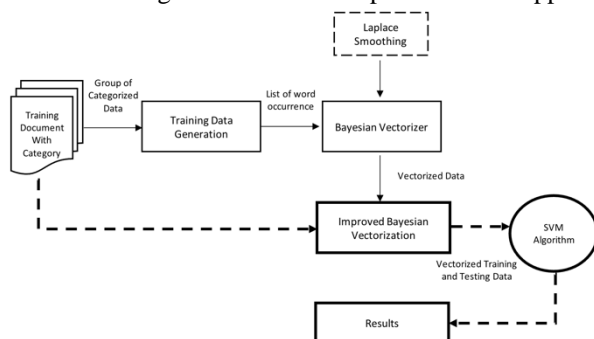 Laplace
Smoothing
Group of
Categorized
Data
List of word
occurrence
Training
Document
With
Category
Training Data
Generation
Bayesian Vectorizer
Vectorized Data
Improved Bayesian
Vectorization
SVM
Algorithm
Vectorized Training
and Testing Data
Results